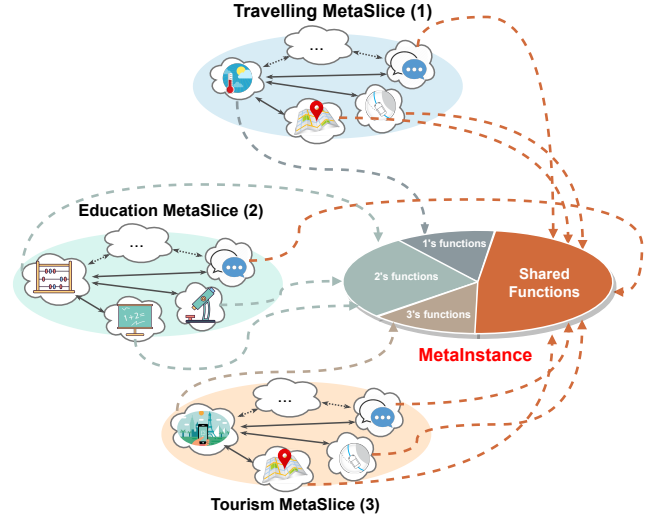 Travelling MetaSlice (1)
...
Education MetaSlice (2)
...
1+2=
1's functions
2's functions
3's functions
Shared
Functions
MetaInstance
...
Tourism MetaSlice (3)